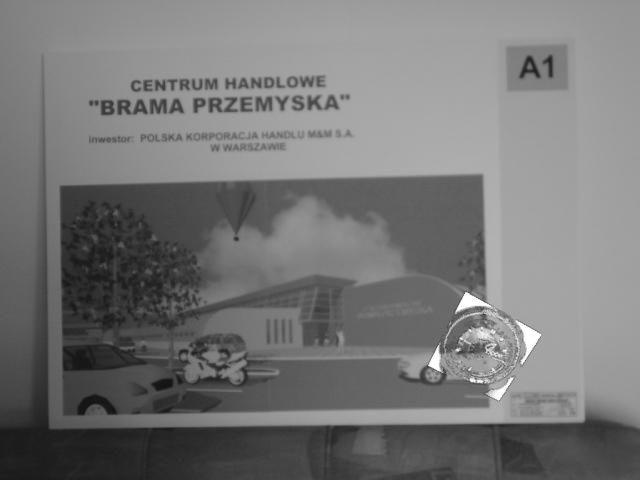 CENTRUM HANDLOWE
"BRAMA PRZEMYSKA"
inwestor: POLSKA KORPORACJA HANDLU M&M S.A.
W WARSZAWIE
A1